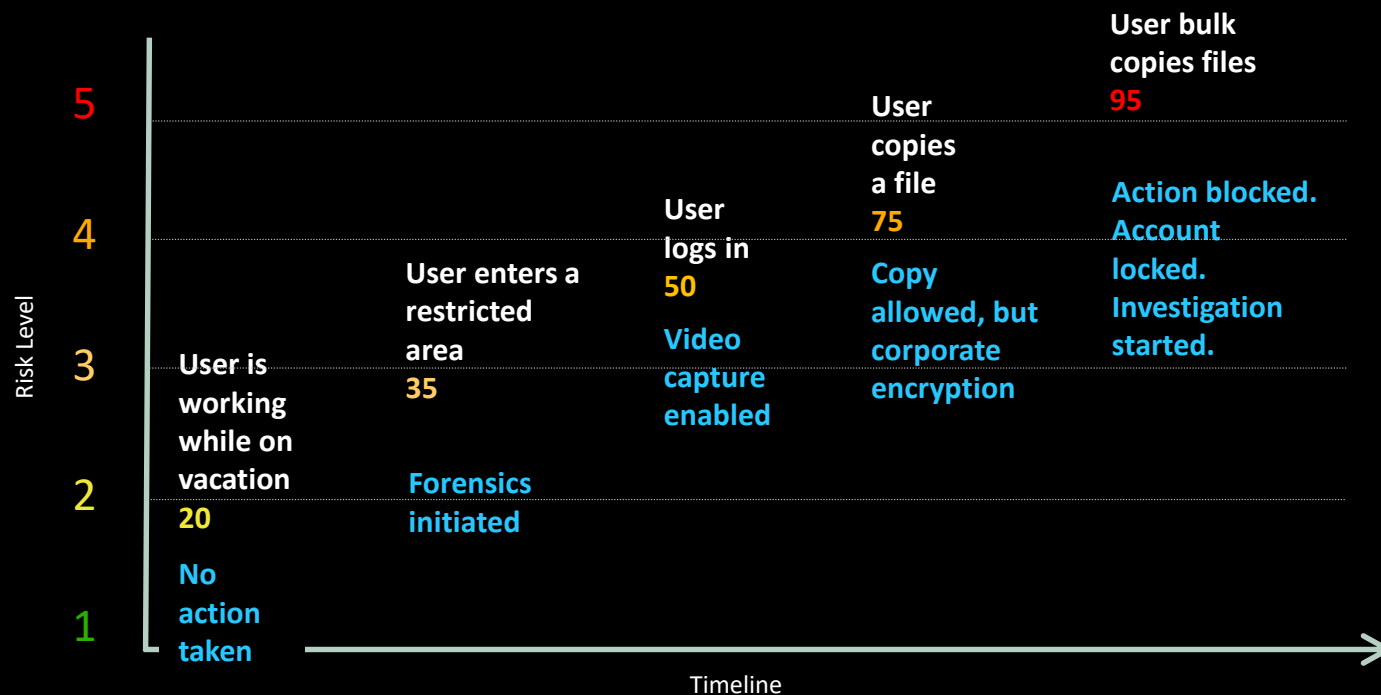 Risk Level
5
4
3
2
1
User is
working
while on
vacation
20
No
action
taken
User enters a
restricted
area
35
Forensics
initiated
User
logs in
50
Video
capture
enabled
User
copies
a file
75
Copy
allowed, but
corporate
encryption
User bulk
copies files
95
Action blocked.
Account
locked.
Investigation
started.
Timeline